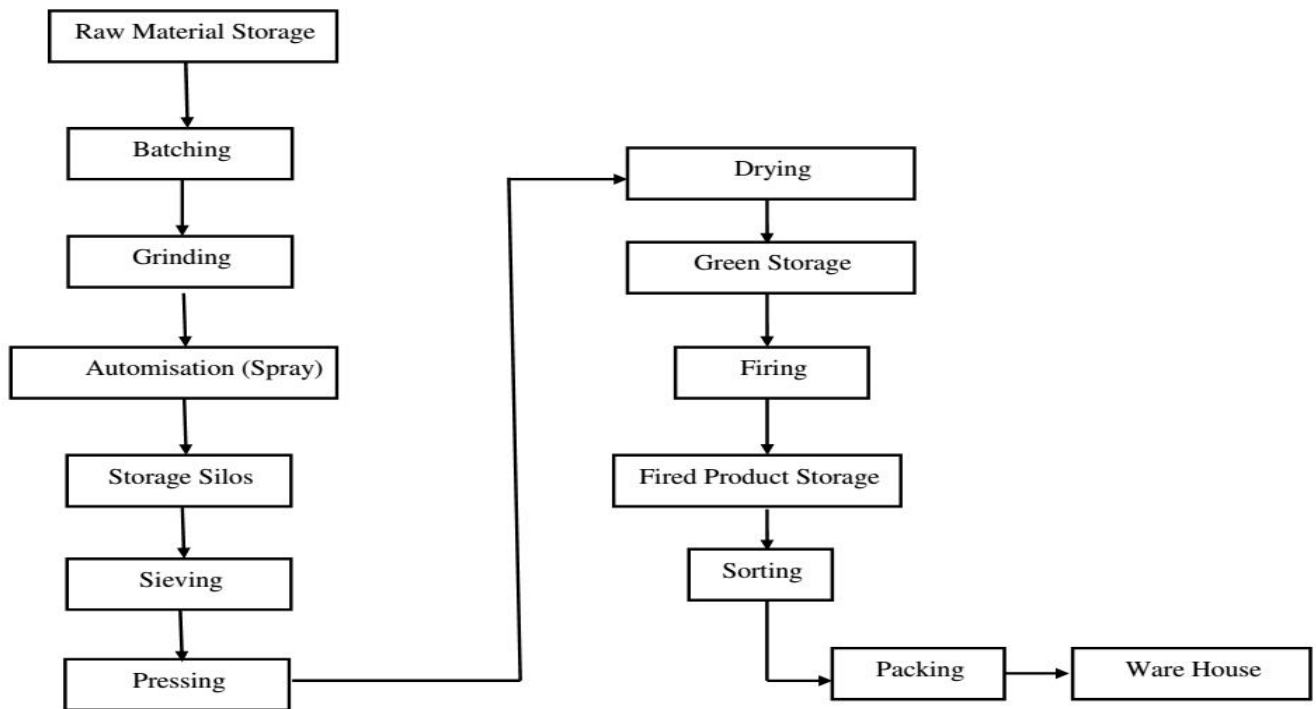 Raw Material Storage
Batching
Grinding
Automisation (Spray)
Storage Silos
Sieving
Pressing
Drying
Green Storage
Firing
Fired Product Storage
Sorting
Packing
Ware House